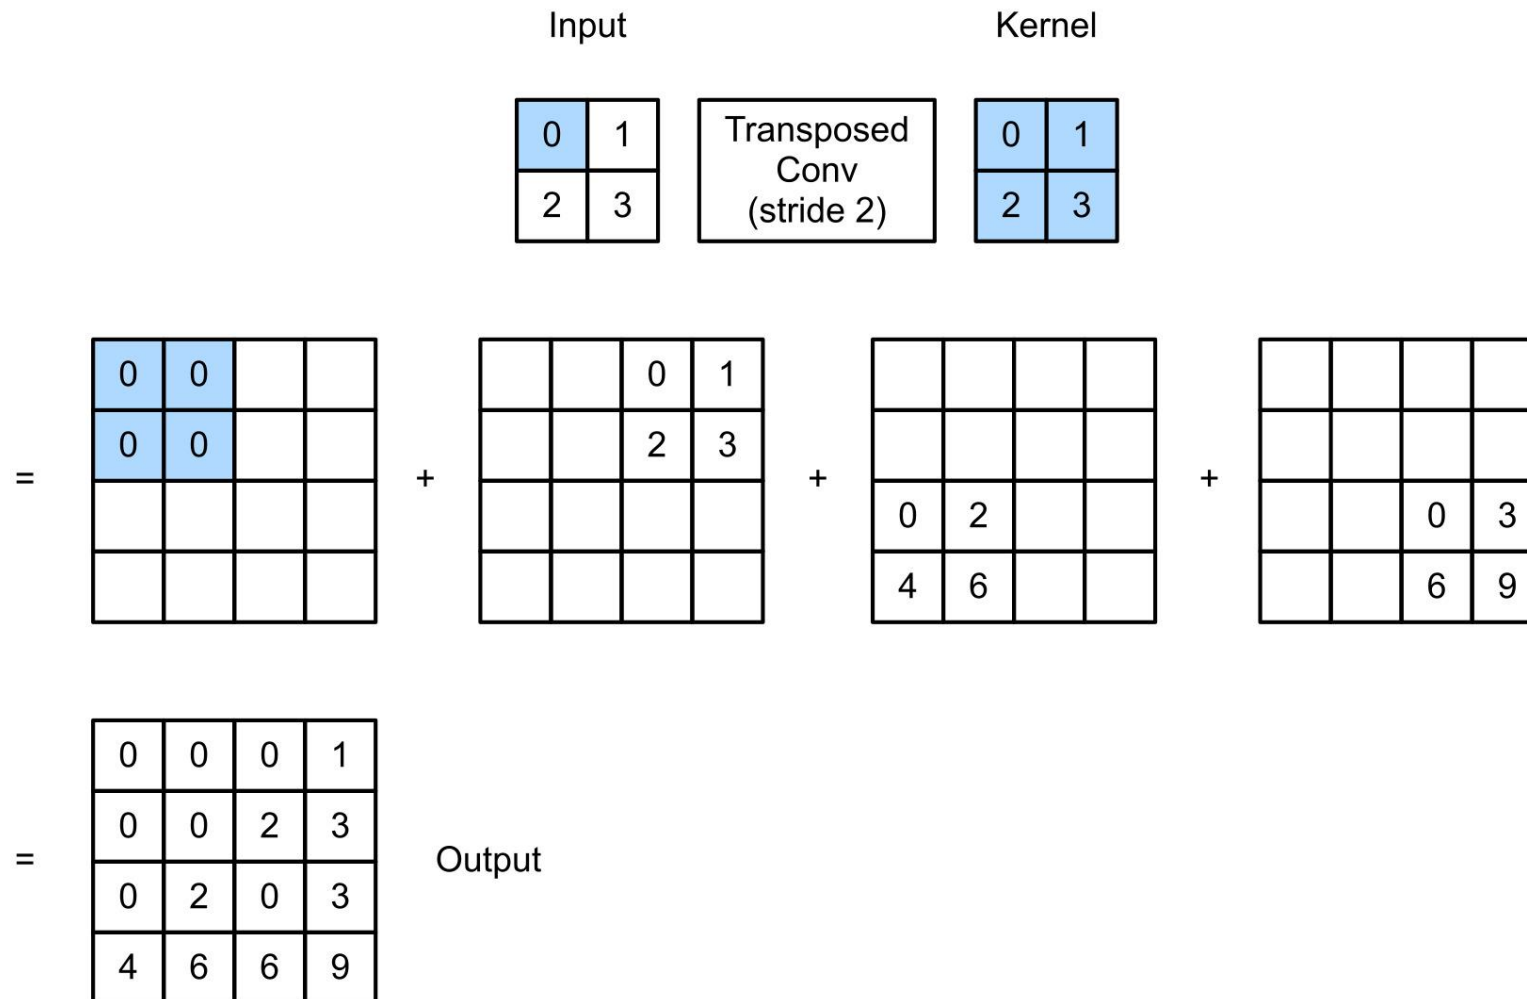 Input Kernel
0 1 Transposed 0 1
Conv
2 3 (stride 2) 2 3
0 0 0 1
0 0 2 3
= + + +
0 2 0 3
4 6 6 9
0 0 0 1
0 0 2 3
= Output
0 2 0 3
4 6 6 9